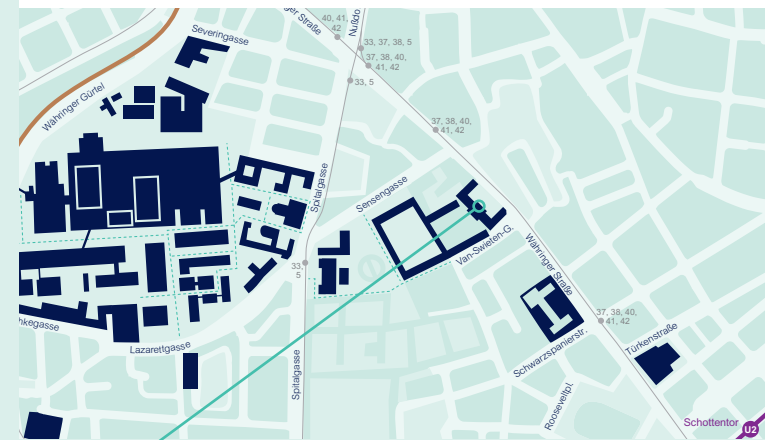 40, 41,
42
ger Straße
Nußdo
33, 37, 38, 5
37, 38, 40,
41, 42
33, 5
Severingasse
Währinger Gürtel
37, 38, 40,
41, 42
Spitalgasse
Sensengasse
Van-Swieten-G.
Währinger Straße
33,
5
hkegasse
Lazarettgasse
Spitalgasse
37, 38, 40,
41, 42
Türkenstraße
Schwarzspanierstr.
Rooseveltpl.
Schottentor
U2